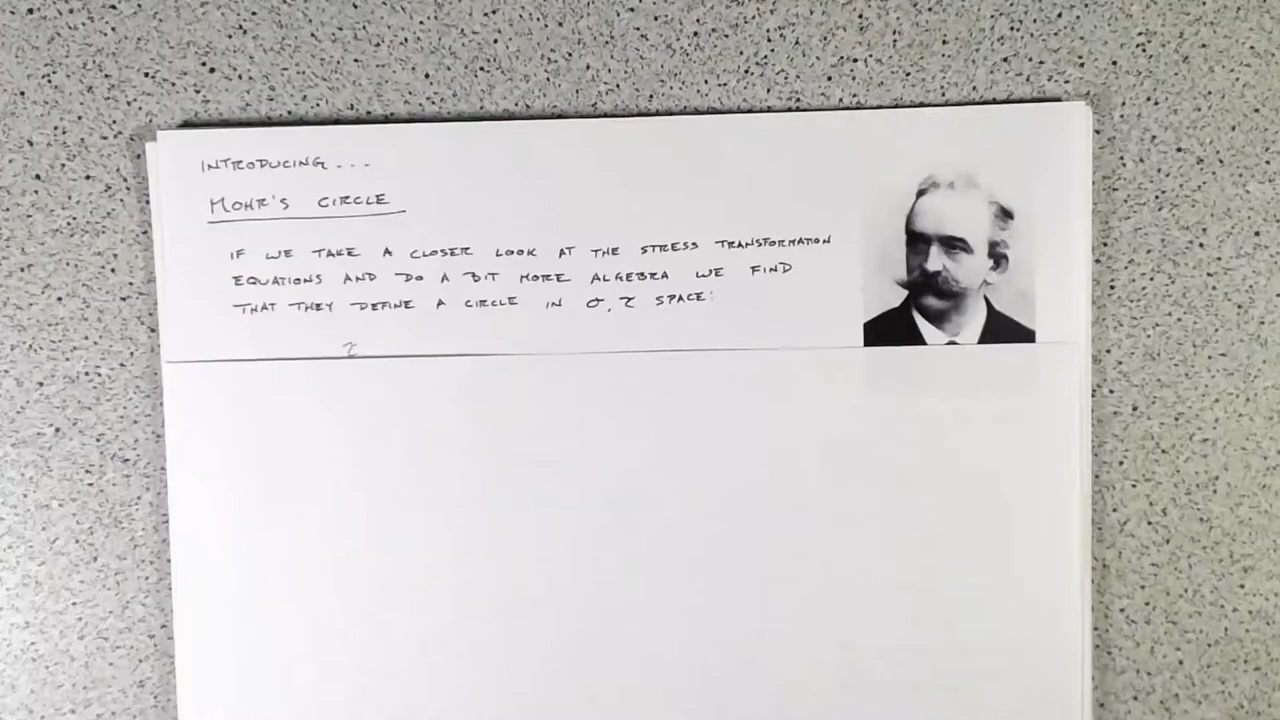 INTRODUCING...
MOHR'S CIRCLE
IF WE TAKE A CLOSER LOOK AT THE STRESS TRANSFORMATION
EQUATIONS AND DO A BIT MORE ALGEBRA WE FIND
THAT THEY DEFINE A CIRCLE IN σ, τ SPACE:
τ